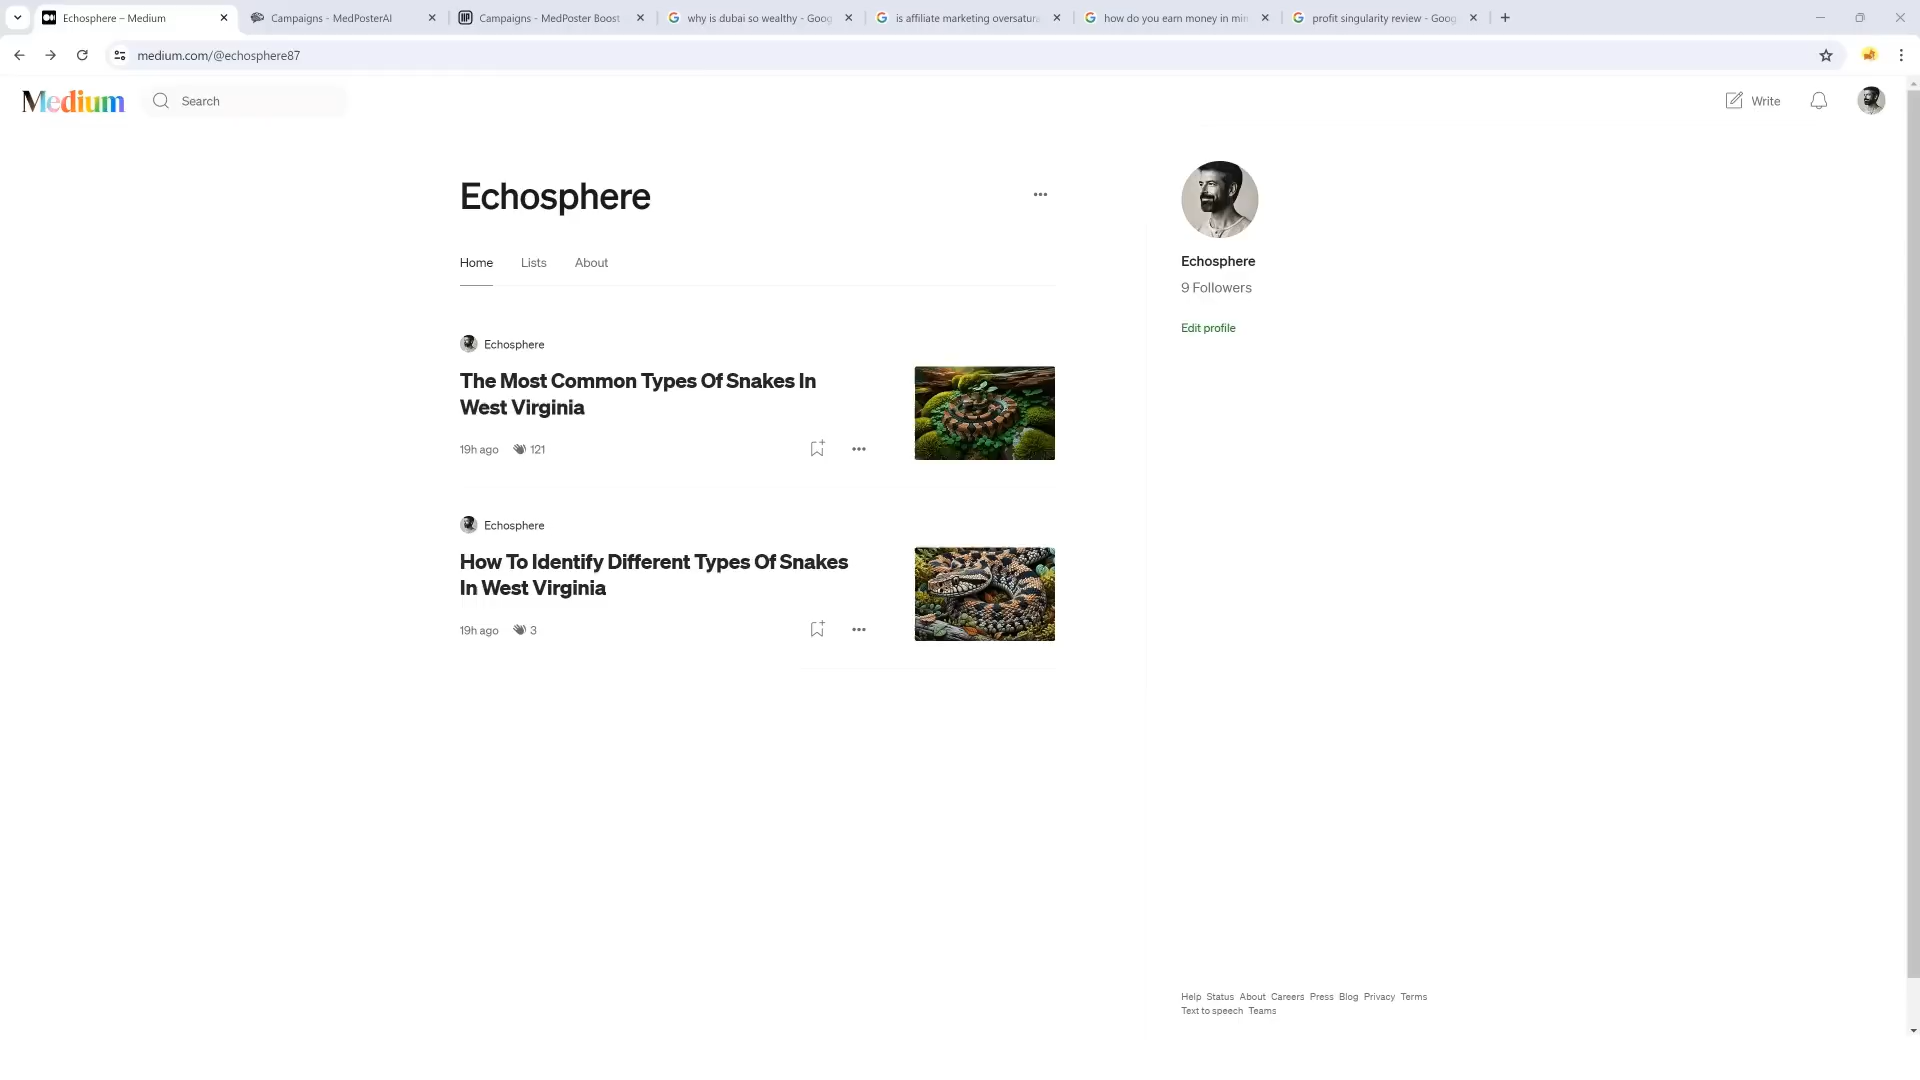 Echosphere – Medium
Campaigns - MedPosterAI
Campaigns - MedPoster Boost
why is dubai so wealthy - Goog
is affiliate marketing oversatura
how do you earn money in min
profit singularity review - Goog
medium.com/@echosphere87
Medium
Search
Write
Echosphere
Home Lists About
Echosphere
The Most Common Types Of Snakes In
West Virginia
19h ago 121
Echosphere
How To Identify Different Types Of Snakes
In West Virginia
19h ago 3
Echosphere
9 Followers
Edit profile
Help Status About Careers Press Blog Privacy Terms
Text to speech Teams